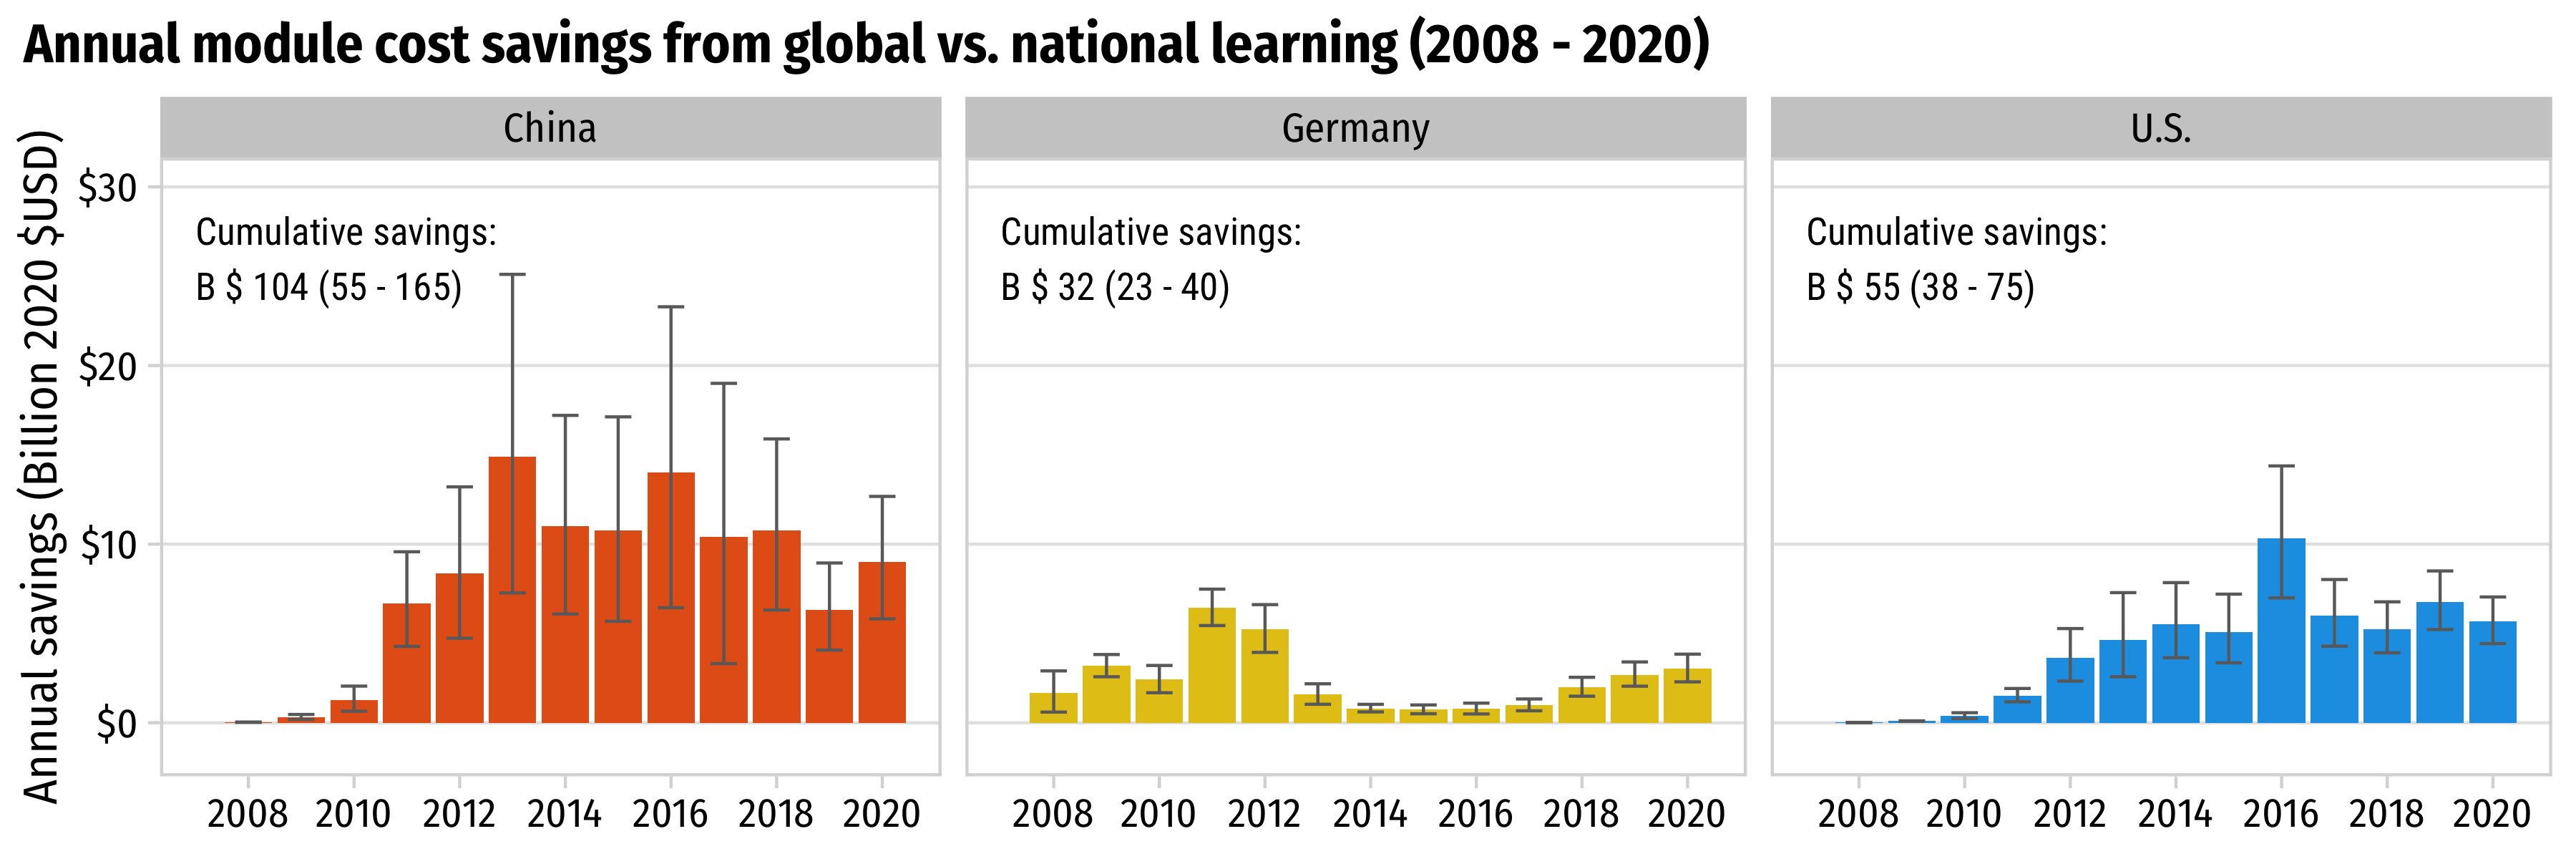 Annual module cost savings from global vs. national learning (2008 - 2020)
China
Germany
U.S.
Annual savings (Billion 2020 $USD)
$30
$20
$10
$0
Cumulative savings:
B $ 104 (55 - 165)
Cumulative savings:
B $ 32 (23 - 40)
Cumulative savings:
B $ 55 (38 - 75)
2008 2010 2012 2014 2016 2018 2020
2008 2010 2012 2014 2016 2018 2020
2008 2010 2012 2014 2016 2018 2020